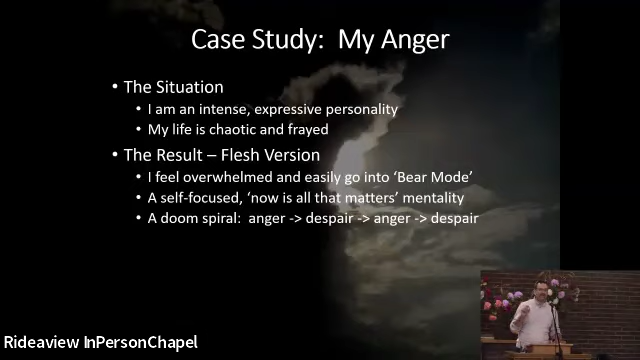 Case Study:  My Anger
• The Situation
• I am an intense, expressive personality
• My life is chaotic and frayed
• The Result – Flesh Version
• I feel overwhelmed and easily go into ‘Bear Mode’
• A self-focused, ‘now is all that matters’ mentality
• A doom spiral:  anger -> despair -> anger -> despair
Rideaview InPersonChapel